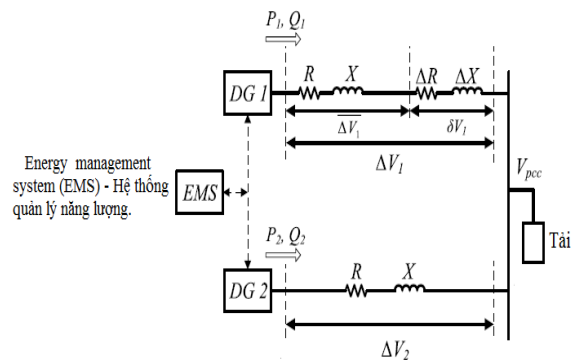 P₁, Q₁
R X ΔR ΔX
DG 1
ΔV₁ δV₁
ΔV₁
Energy management
system (EMS) - Hệ thống
quản lý năng lượng.
EMS
Vpcc
Tải
P₂, Q₂
R X
DG 2
ΔV₂